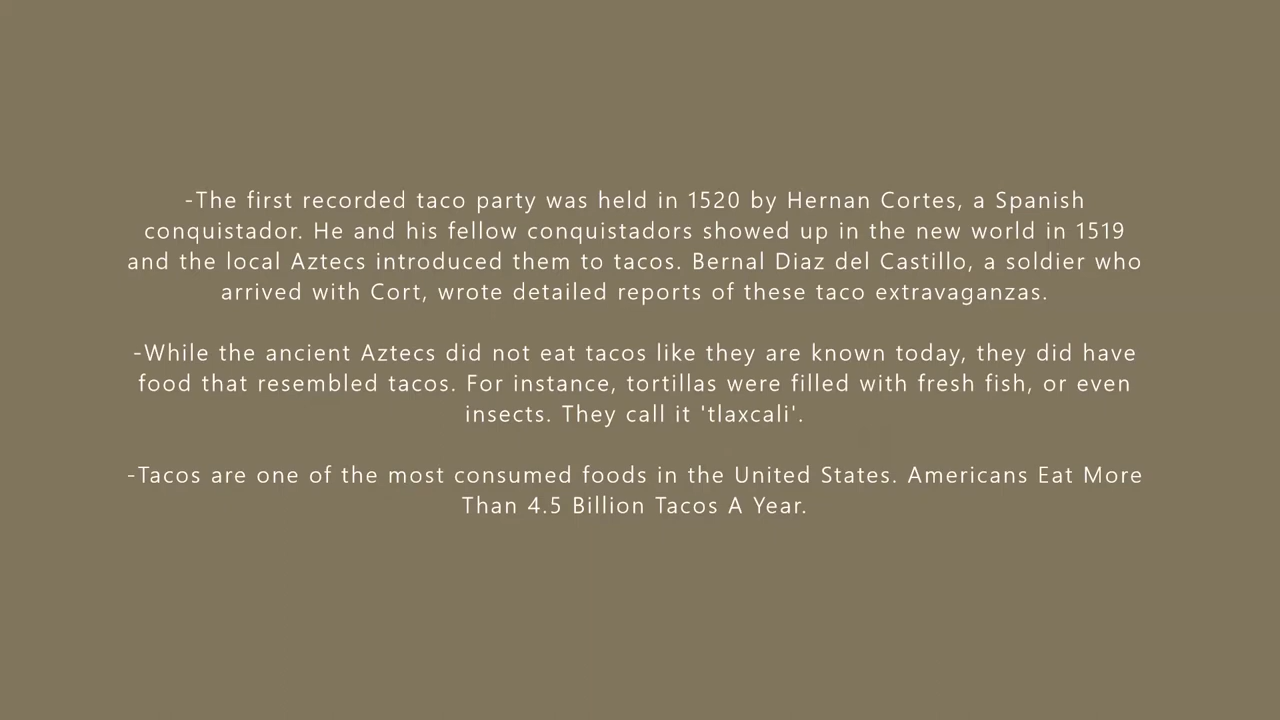 -The first recorded taco party was held in 1520 by Hernan Cortes, a Spanish
conquistador. He and his fellow conquistadors showed up in the new world in 1519
and the local Aztecs introduced them to tacos. Bernal Diaz del Castillo, a soldier who
arrived with Cort, wrote detailed reports of these taco extravaganzas.
-While the ancient Aztecs did not eat tacos like they are known today, they did have
food that resembled tacos. For instance, tortillas were filled with fresh fish, or even
insects. They call it 'tlaxcali'.
-Tacos are one of the most consumed foods in the United States. Americans Eat More
Than 4.5 Billion Tacos A Year.